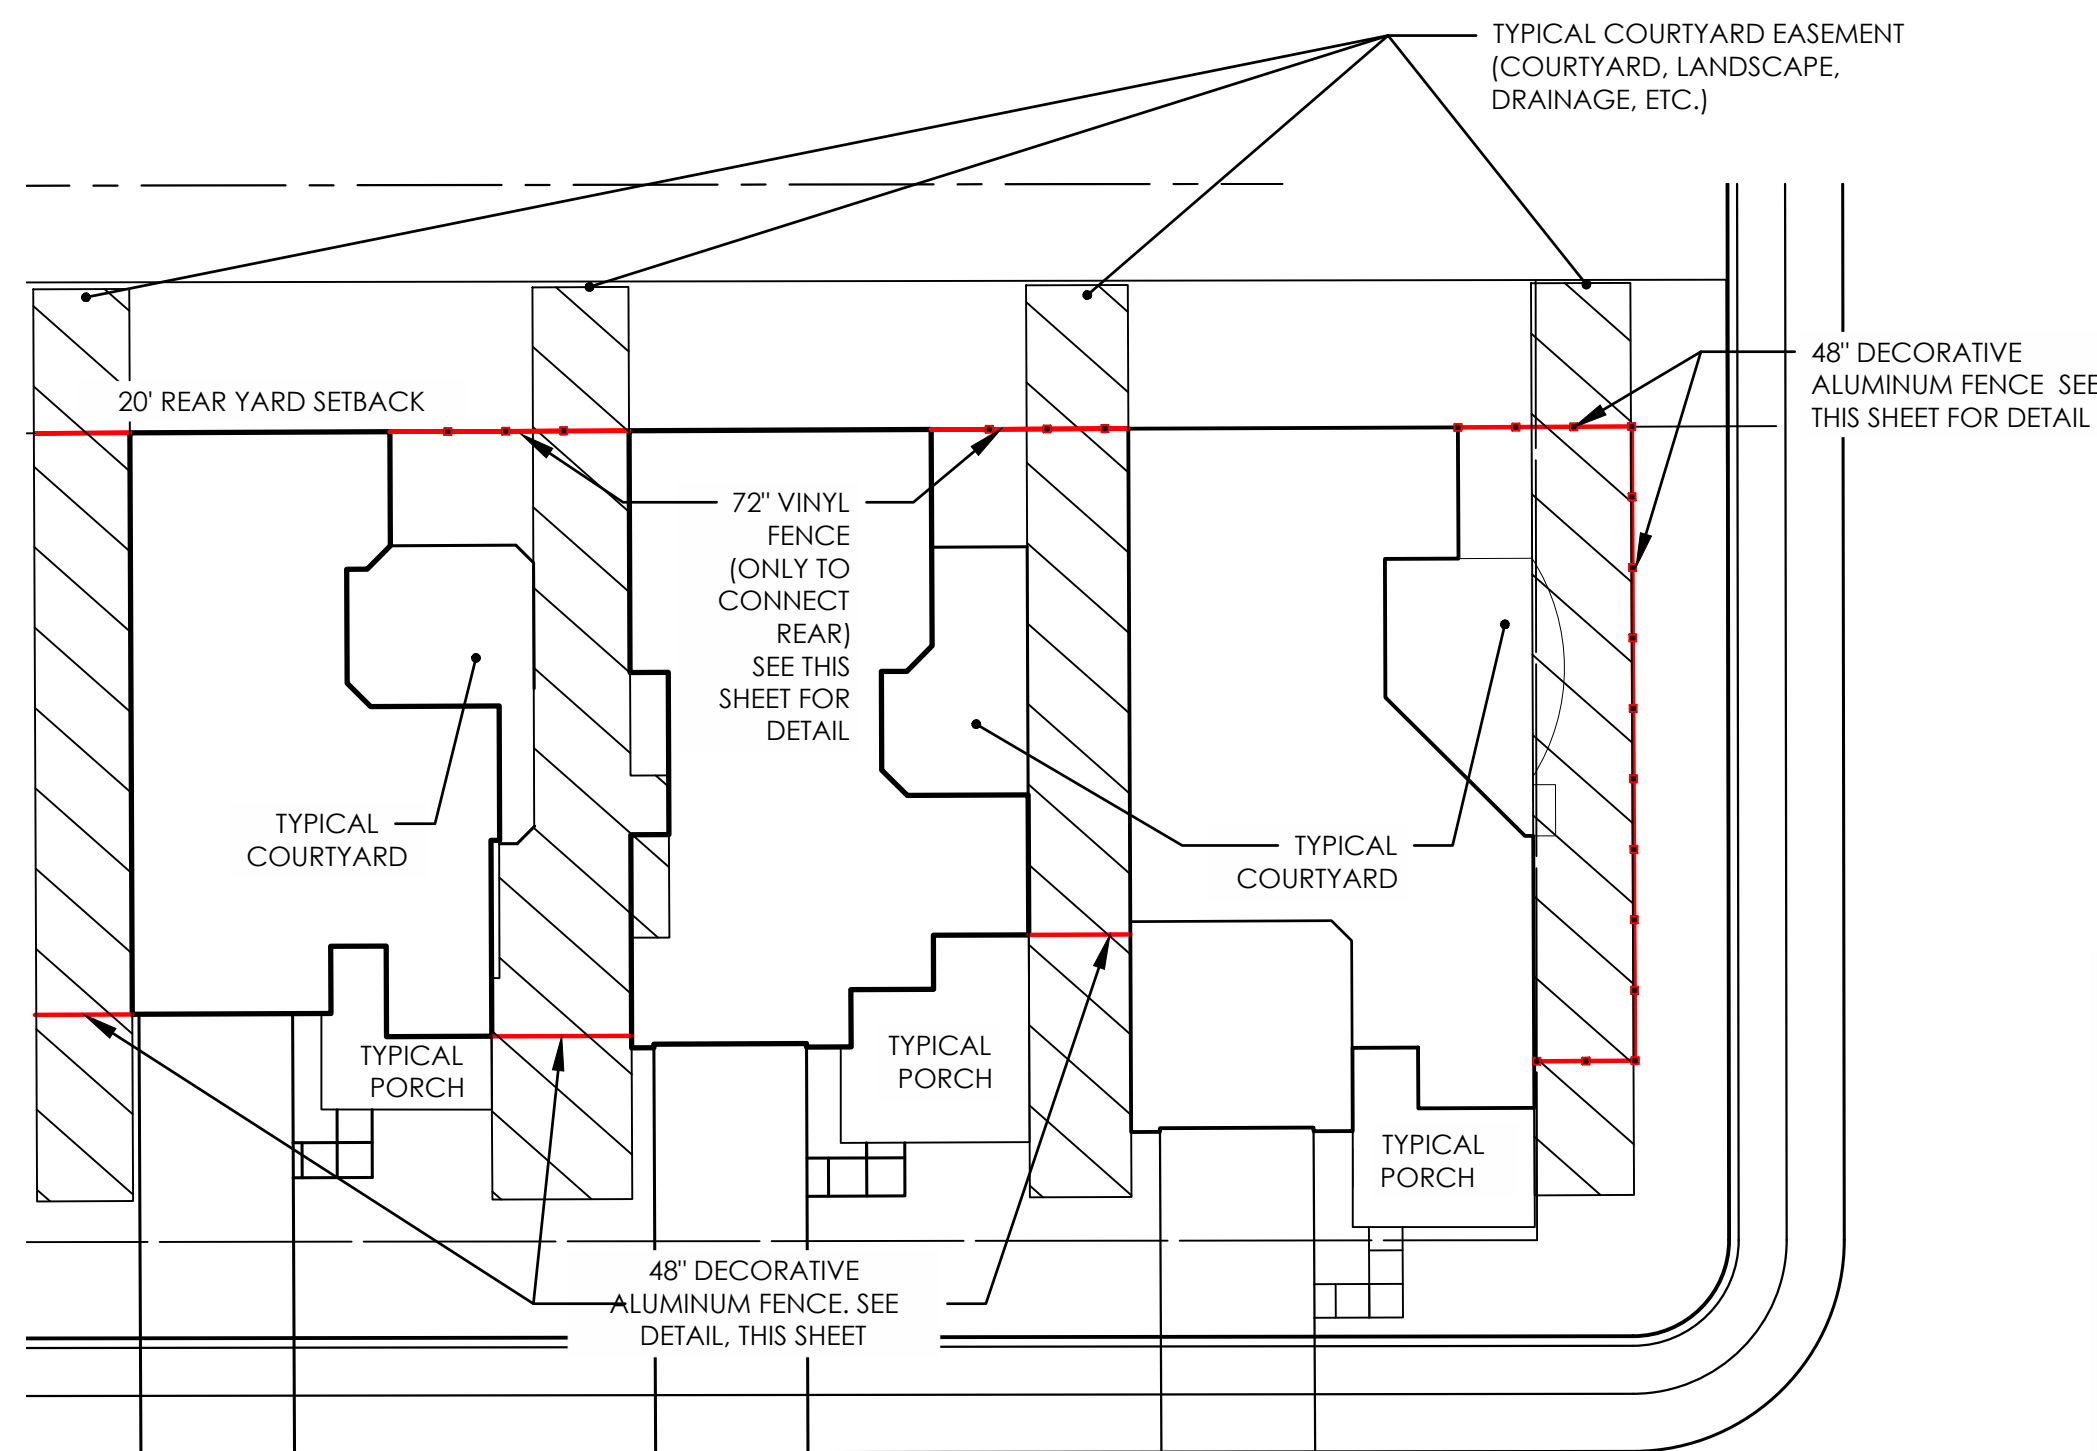 TYPICAL COURTYARD EASEMENT
(COURTYARD, LANDSCAPE,
DRAINAGE, ETC.)
48" DECORATIVE
ALUMINUM FENCE SEE
THIS SHEET FOR DETAIL
20' REAR YARD SETBACK
72" VINYL
FENCE
(ONLY TO
CONNECT
REAR)
SEE THIS
SHEET FOR
DETAIL
TYPICAL
COURTYARD
TYPICAL
COURTYARD
TYPICAL
PORCH
TYPICAL
PORCH
TYPICAL
PORCH
48" DECORATIVE
ALUMINUM FENCE. SEE
DETAIL, THIS SHEET